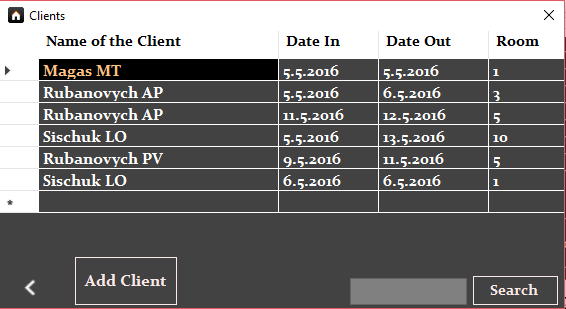 Clients
Name of the Client Date In Date Out Room
Magas MT 5.5.2016 5.5.2016 1
Rubanovych AP 5.5.2016 6.5.2016 3
Rubanovych AP 11.5.2016 12.5.2016 5
Sischuk LO 5.5.2016 13.5.2016 10
Rubanovych PV 9.5.2016 11.5.2016 5
Sischuk LO 6.5.2016 6.5.2016 1
*
Add Client
Search